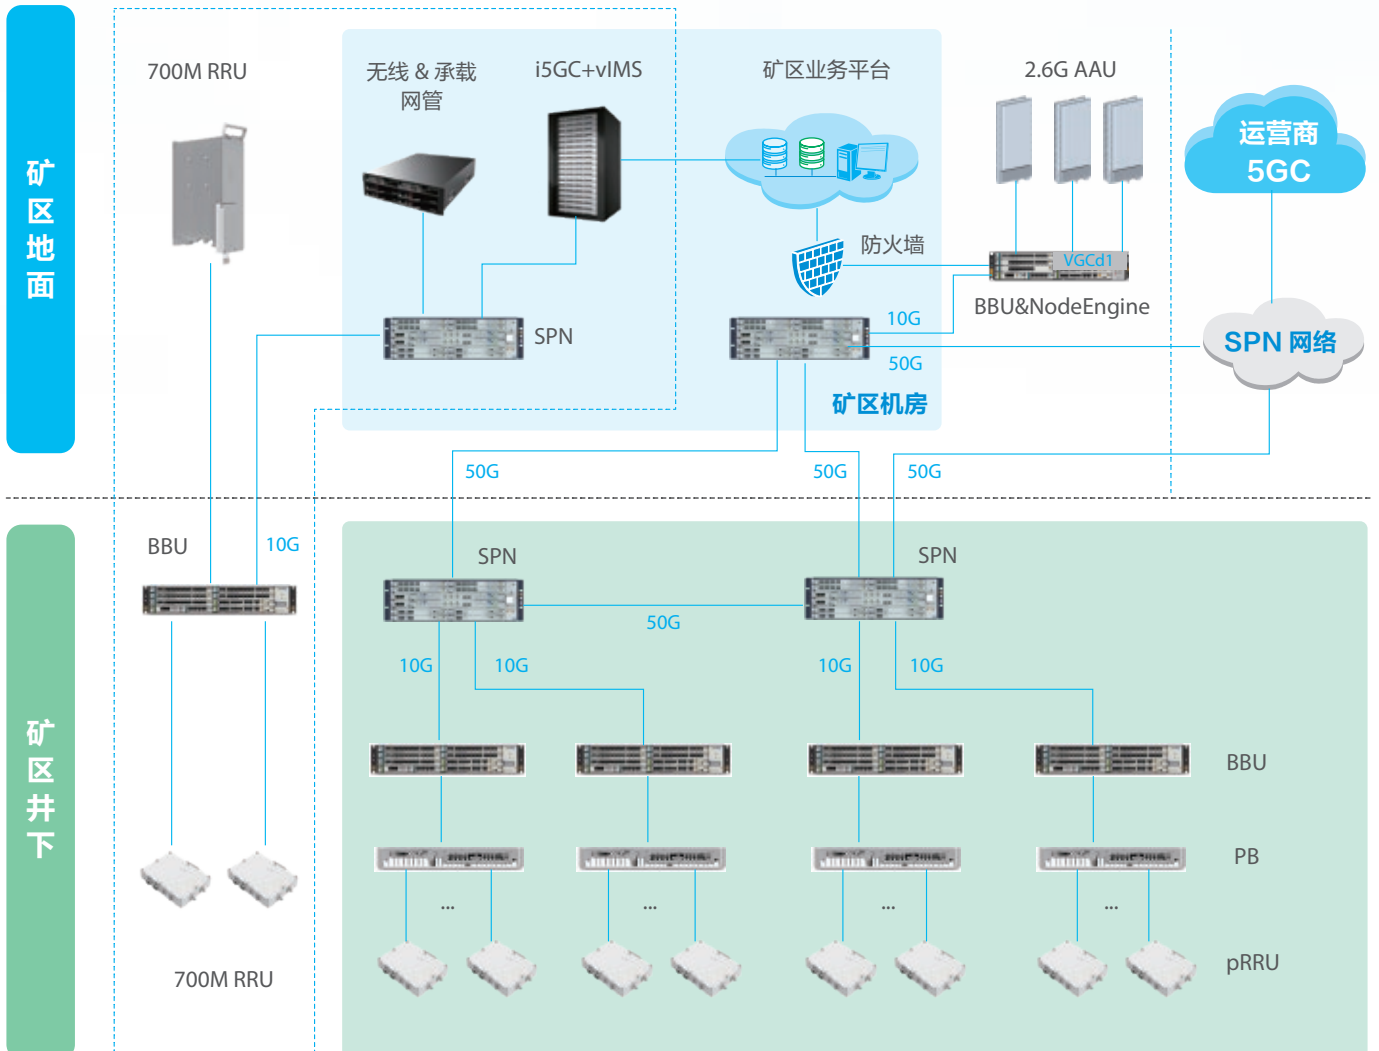 矿区地面
700M RRU
无线 & 承载
网管
i5GC+vIMS
矿区业务平台
2.6G AAU
运营商
5GC
防火墙
VGCd1
BBU&NodeEngine
SPN
10G
50G
SPN 网络
矿区机房
50G
50G
50G
矿区井下
BBU
10G
SPN
SPN
50G
10G
10G
10G
10G
BBU
PB
...
...
...
...
pRRU
700M RRU